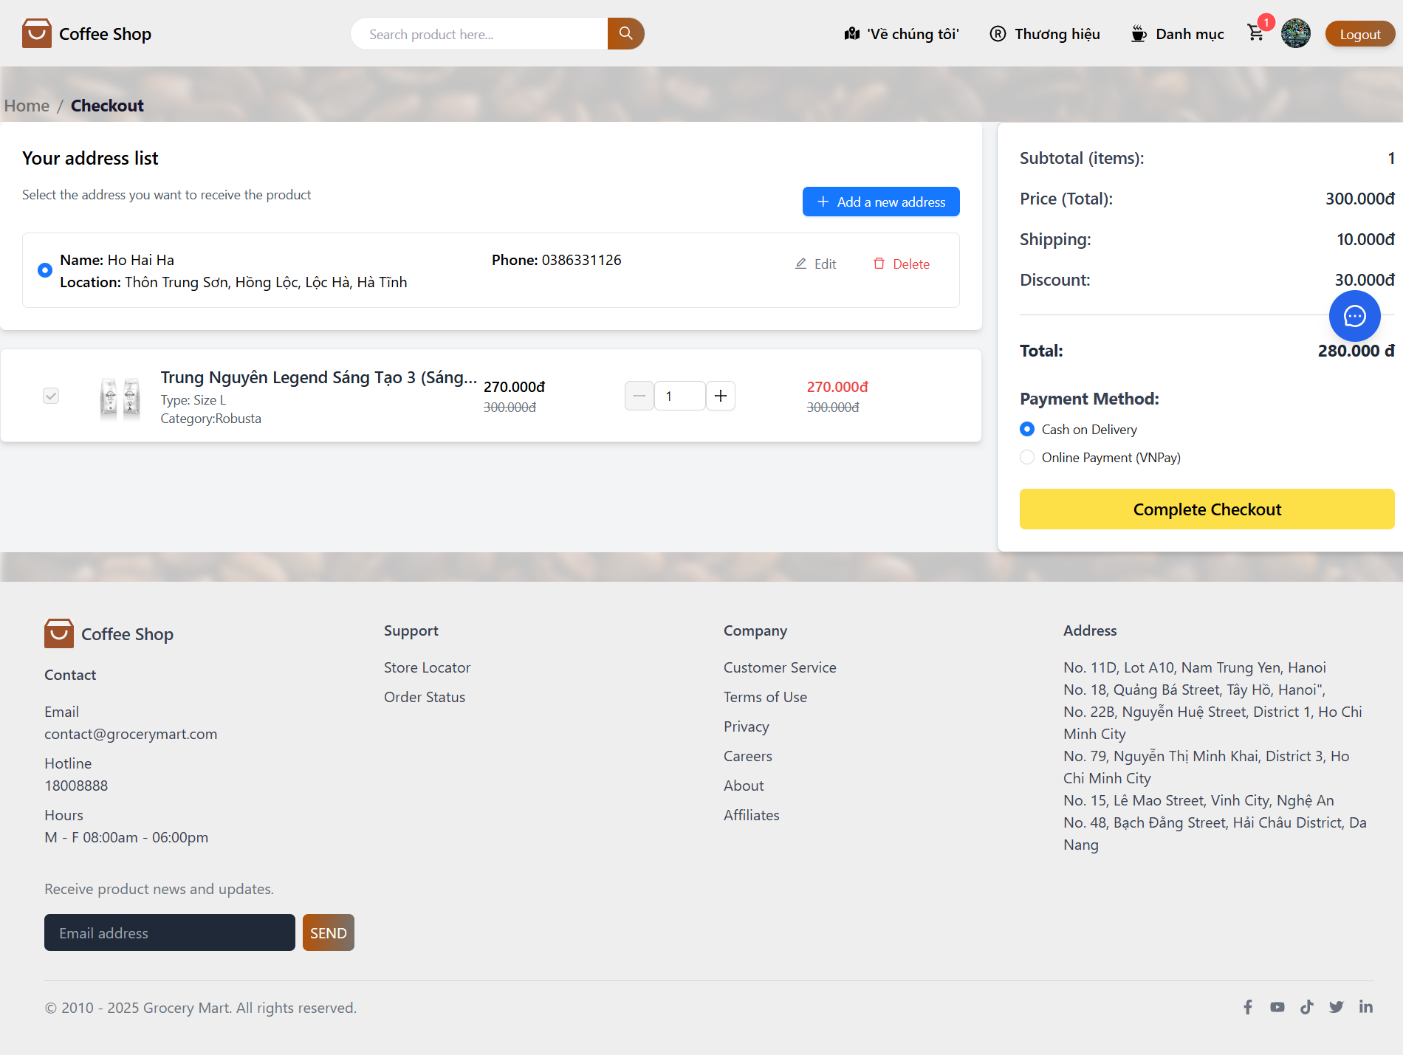 Coffee Shop
Search product here...
'Về chúng tôi'
Thương hiệu
Danh mục
1
Logout
Home / Checkout
Your address list
Select the address you want to receive the product
Add a new address
Name: Ho Hai Ha
Phone: 0386331126
Location: Thôn Trung Sơn, Hồng Lộc, Lộc Hà, Hà Tĩnh
Edit
Delete
Trung Nguyên Legend Sáng Tạo 3 (Sáng...
Type: Size L
Category:Robusta
270.000đ
300.000đ
1
270.000đ
300.000đ
Subtotal (items): 1
Price (Total): 300.000đ
Shipping: 10.000đ
Discount: 30.000đ
Total: 280.000 đ
Payment Method:
Cash on Delivery
Online Payment (VNPay)
Complete Checkout
Coffee Shop
Contact
Email
contact@grocerymart.com
Hotline
18008888
Hours
M - F 08:00am - 06:00pm
Receive product news and updates.
Email address
SEND
Support
Store Locator
Order Status
Company
Customer Service
Terms of Use
Privacy
Careers
About
Affiliates
Address
No. 11D, Lot A10, Nam Trung Yen, Hanoi
No. 18, Quảng Bá Street, Tây Hồ, Hanoi",
No. 22B, Nguyễn Huệ Street, District 1, Ho Chi
Minh City
No. 79, Nguyễn Thị Minh Khai, District 3, Ho
Chi Minh City
No. 15, Lê Mao Street, Vinh City, Nghệ An
No. 48, Bạch Đằng Street, Hải Châu District, Da
Nang
© 2010 - 2025 Grocery Mart. All rights reserved.